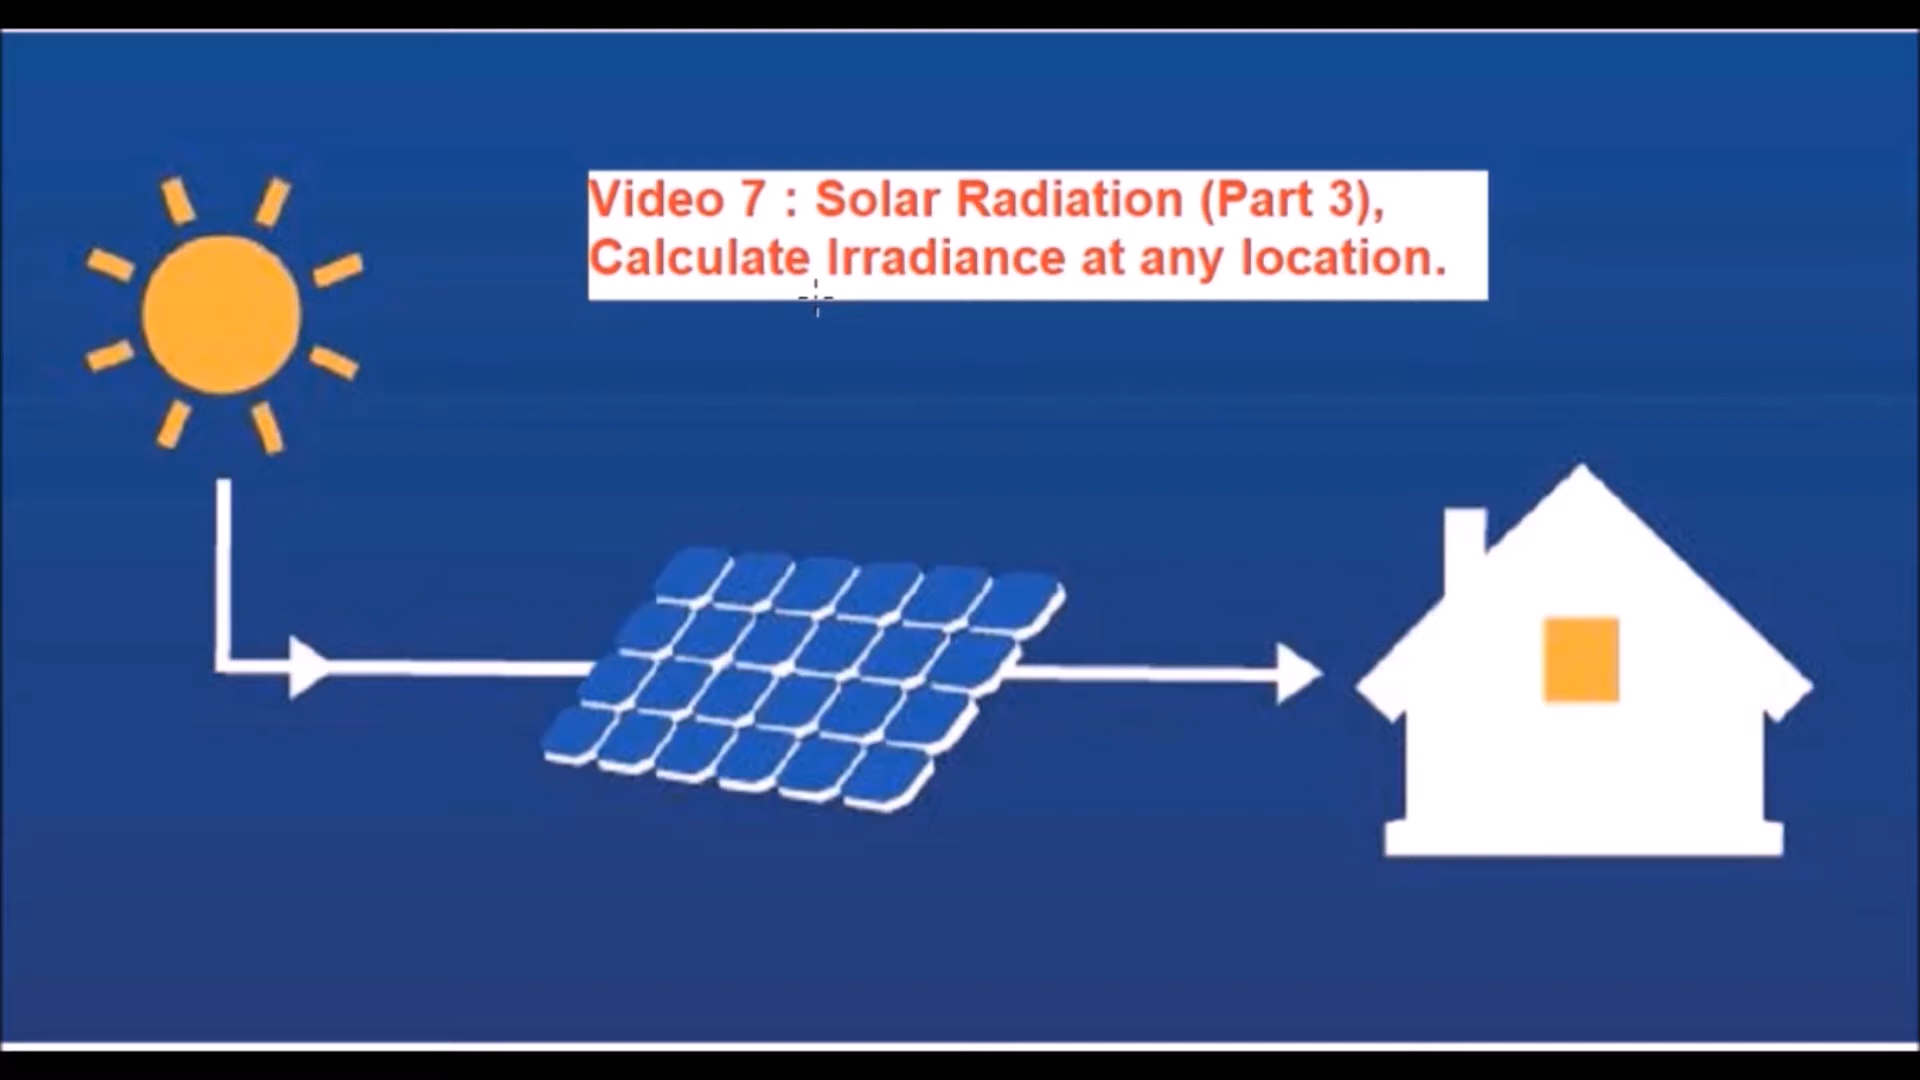 Video 7 : Solar Radiation (Part 3),
Calculate Irradiance at any location.